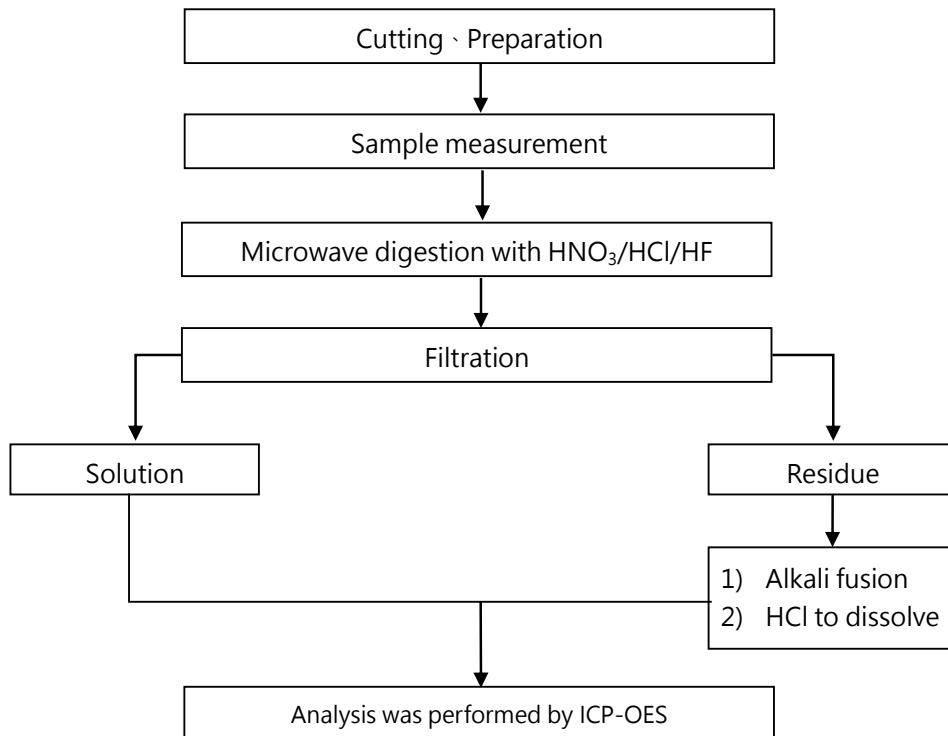 Cutting、Preparation
Sample measurement
Microwave digestion with HNO₃/HCl/HF
Filtration
Solution
Residue
1) Alkali fusion
2) HCl to dissolve
Analysis was performed by ICP-OES